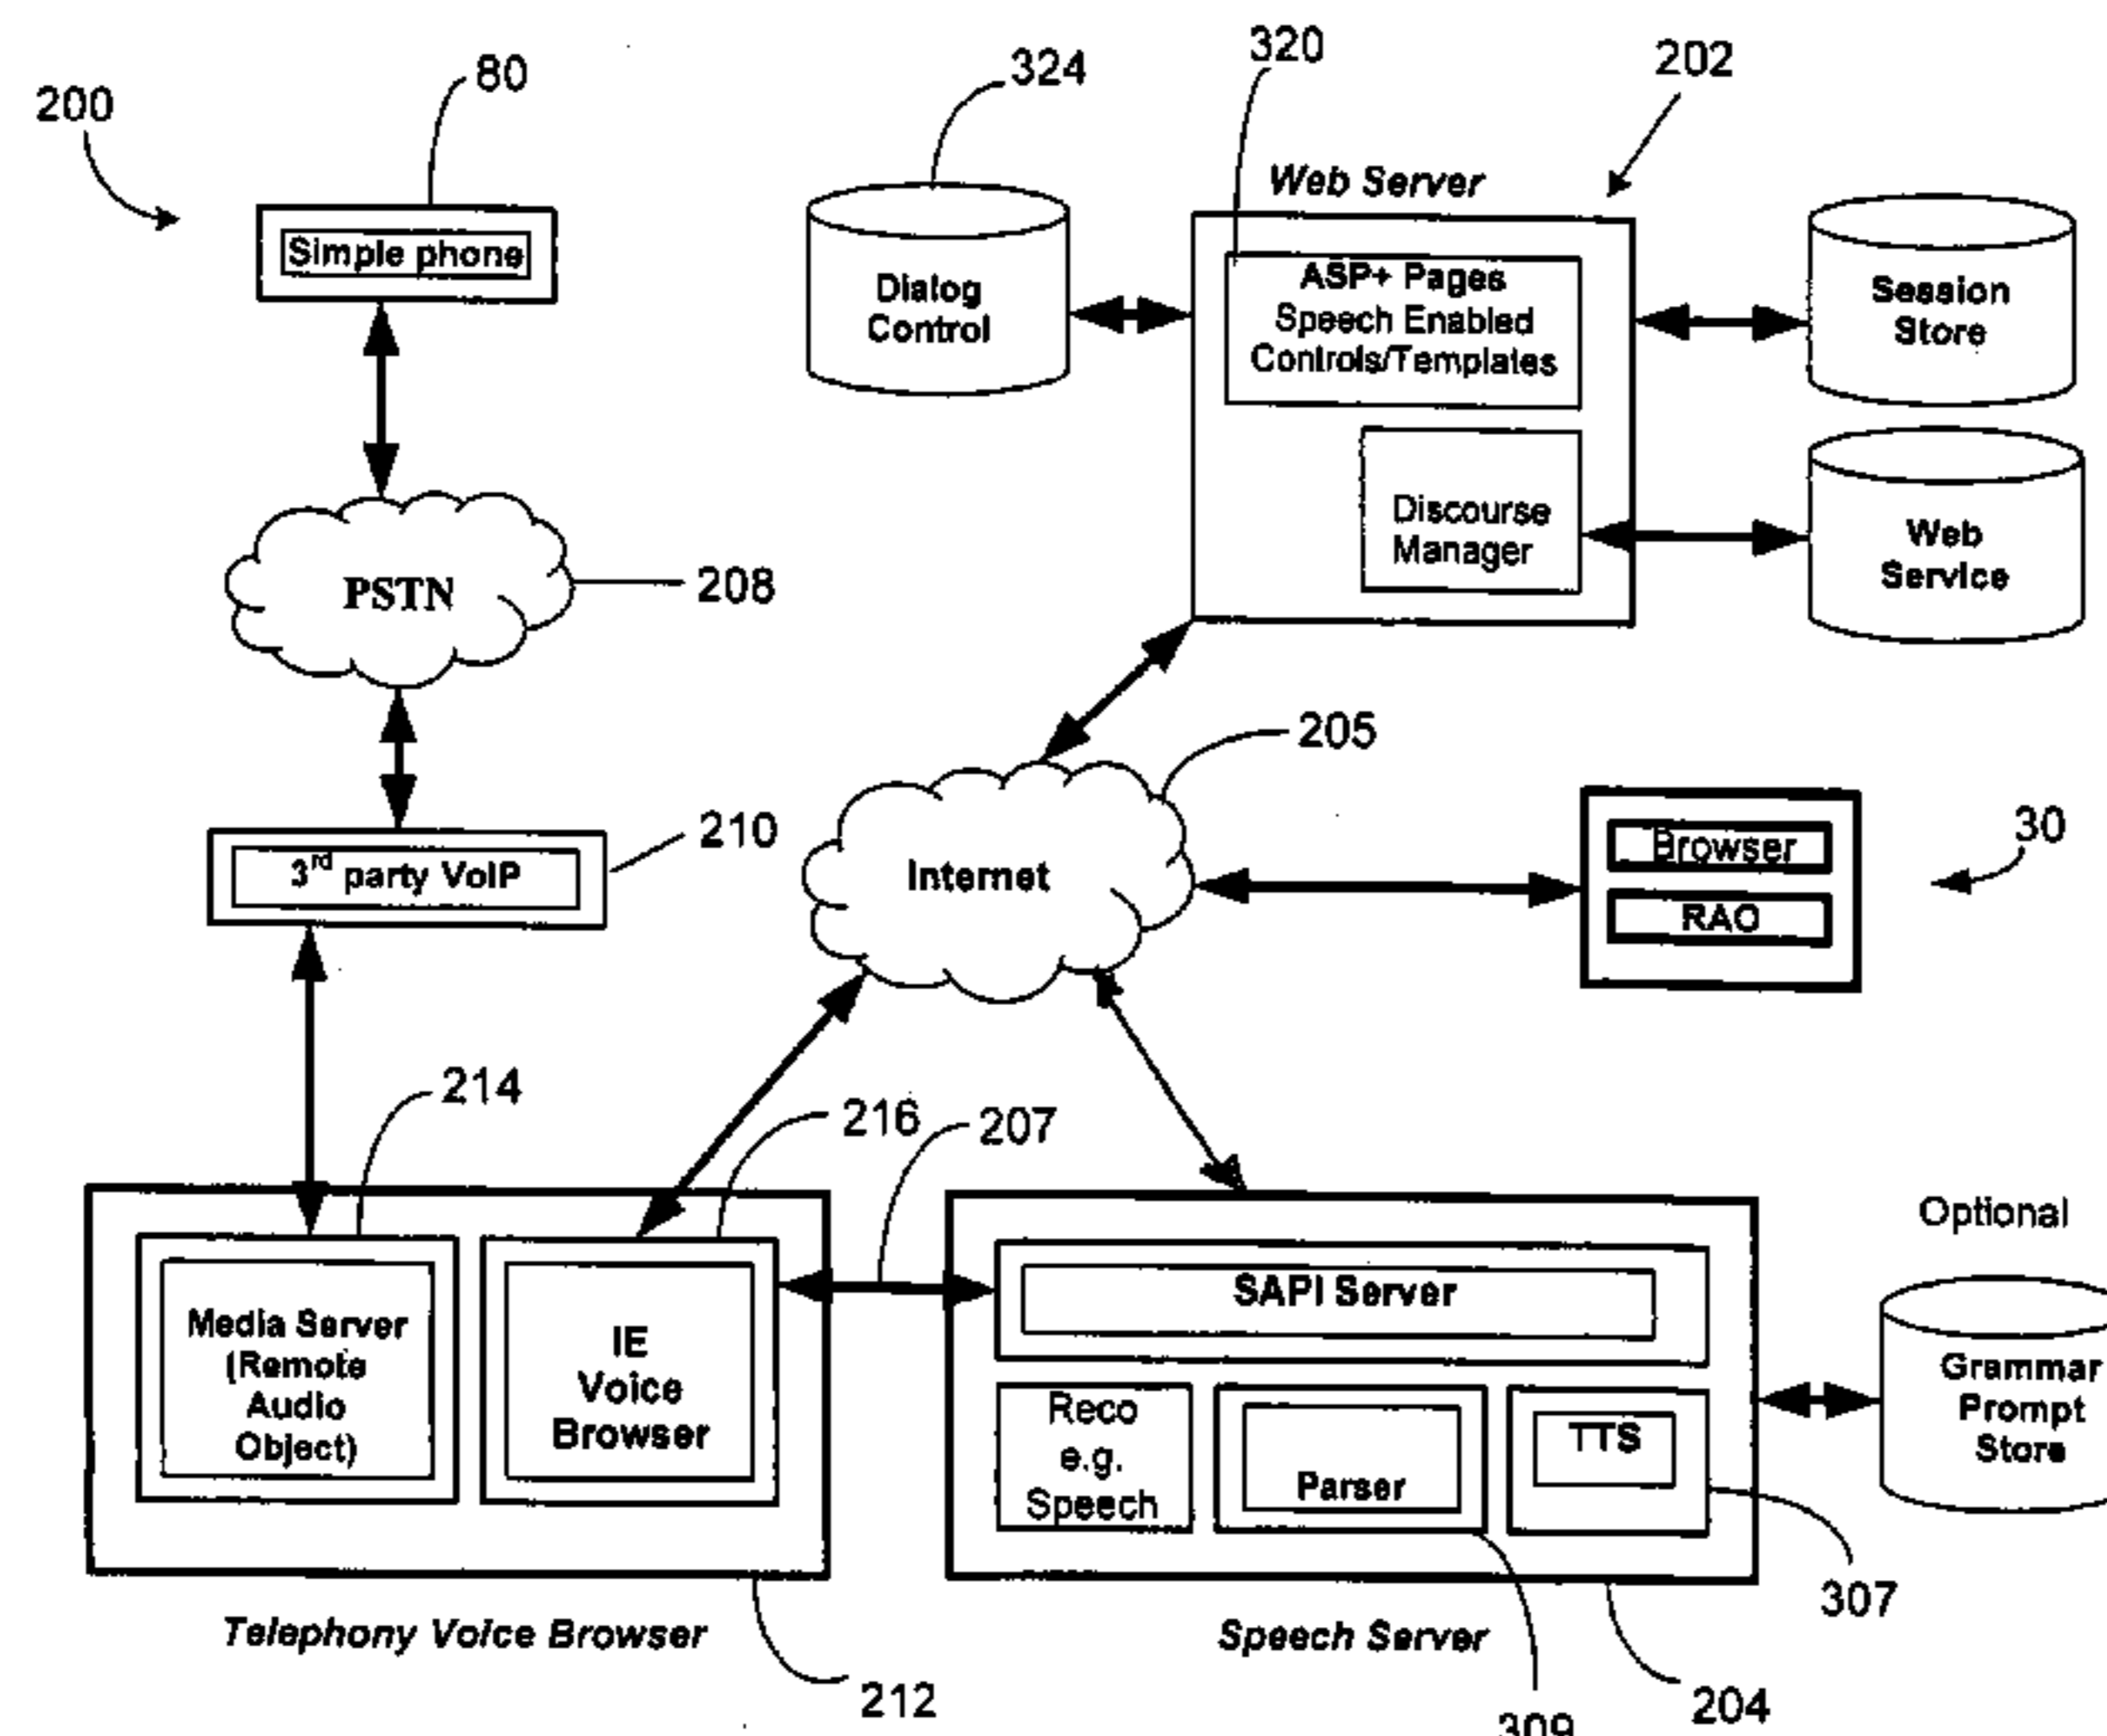 200
80
324
320
202
Web Server
Simple phone
Dialog
Control
ASP+ Pages
Speech Enabled
Controls/Templates
Session
Store
Discourse
Manager
Web
Service
PSTN
208
205
3rd party VoIP
210
Internet
Browser
RAO
30
214
216
207
Media Server
(Remote
Audio
Object)
IE
Voice
Browser
SAPI Server
Reco
e.g.
Speech
Parser
TTS
Optional
Grammar
Prompt
Store
307
Telephony Voice Browser
212
Speech Server
309
204